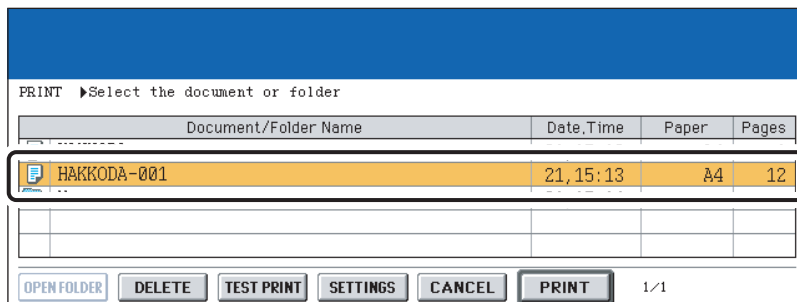 PRINT ▶Select the document or folder
Document/Folder Name Date,Time Paper Pages
HAKKODA-001 21,15:13 A4 12
OPEN FOLDER DELETE TEST PRINT SETTINGS CANCEL PRINT 1/1